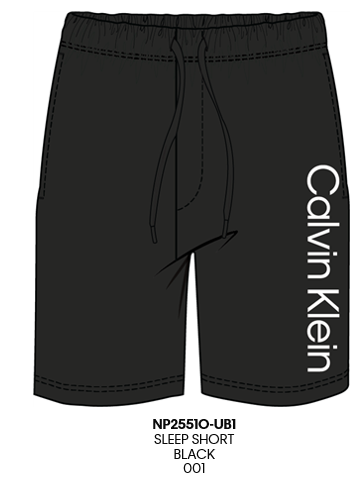 Calvin Klein
NP2551O-UB1
SLEEP SHORT
BLACK
001